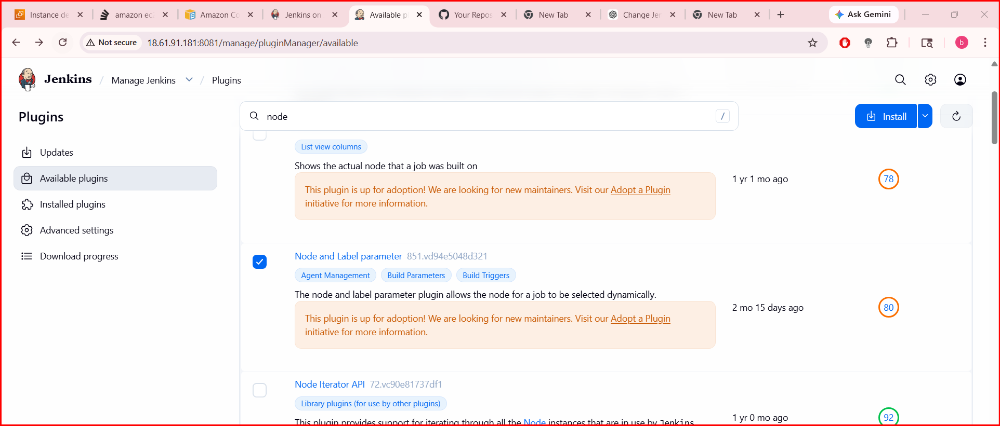 Instance de
amazon ec2
Amazon Co
Jenkins on
Available p
Your Repos
New Tab
Change Jen
New Tab
Ask Gemini
Not secure
18.61.91.181:8081/manage/pluginManager/available
b
Jenkins / Manage Jenkins / Plugins
Plugins
node
/
Install
Updates
Available plugins
Installed plugins
Advanced settings
Download progress
List view columns
Shows the actual node that a job was built on
This plugin is up for adoption! We are looking for new maintainers. Visit our Adopt a Plugin
initiative for more information.
1 yr 1 mo ago
78
Node and Label parameter 851.vd94e5048d321
Agent Management Build Parameters Build Triggers
The node and label parameter plugin allows the node for a job to be selected dynamically.
This plugin is up for adoption! We are looking for new maintainers. Visit our Adopt a Plugin
initiative for more information.
2 mo 15 days ago
80
Node Iterator API 72.vc90e81737df1
Library plugins (for use by other plugins)
This plugin provides support for iterating through all the Node instances that are in use by Jenkins
1 yr 0 mo ago
92